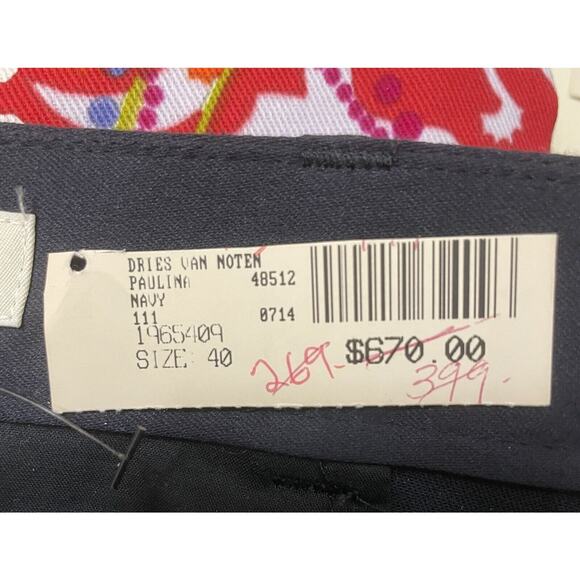 DRIES VAN NOTEN
PAULINA 48512
NAVY
111 0714
1965409
SIZE: 40
$670.00
269.
399.